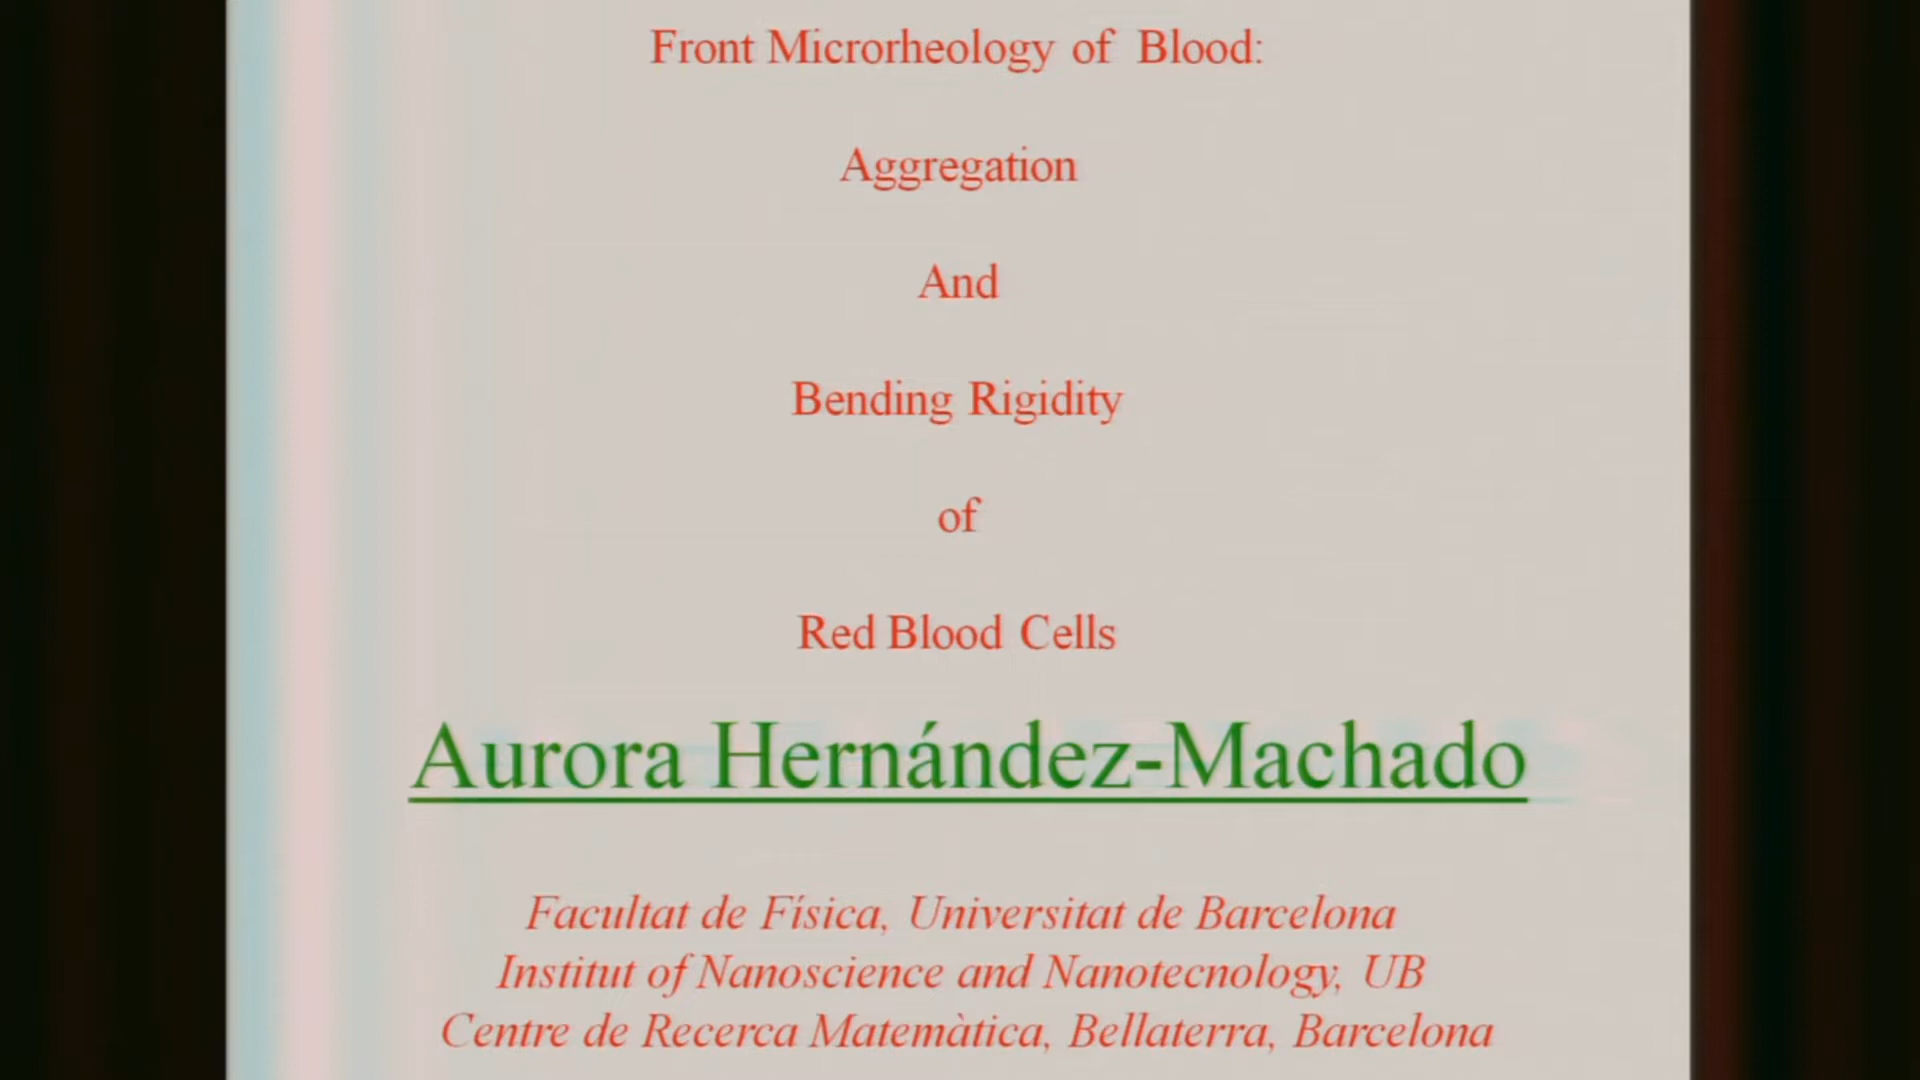 Front Microrheology of Blood:
Aggregation
And
Bending Rigidity
of
Red Blood Cells
Aurora Hernández-Machado
Facultat de Física, Universitat de Barcelona
Institut of Nanoscience and Nanotecnology, UB
Centre de Recerca Matemàtica, Bellaterra, Barcelona